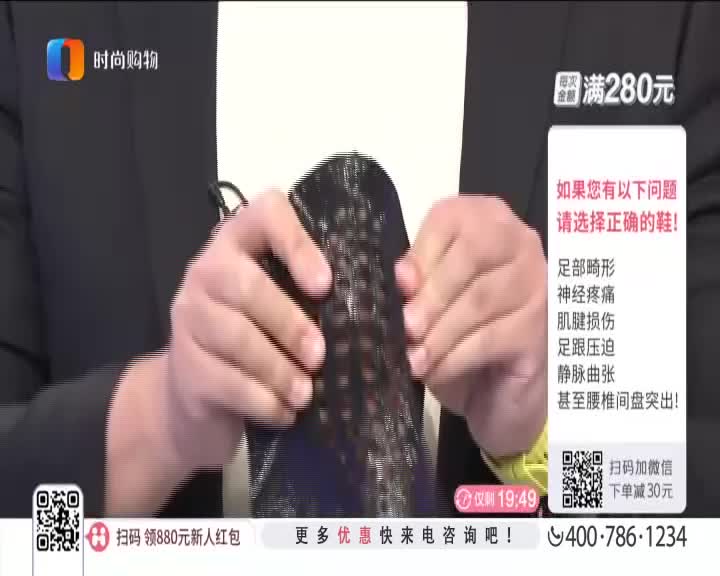 时尚购物
每次金额 满280元
如果您有以下问题
请选择正确的鞋!
足部畸形
神经疼痛
肌腱损伤
足跟压迫
静脉曲张
甚至腰椎间盘突出!
扫码加微信
下单减30元
仅剩 19:49
扫码 领880元新人红包
更多优惠快来电咨询吧!
400-786-1234